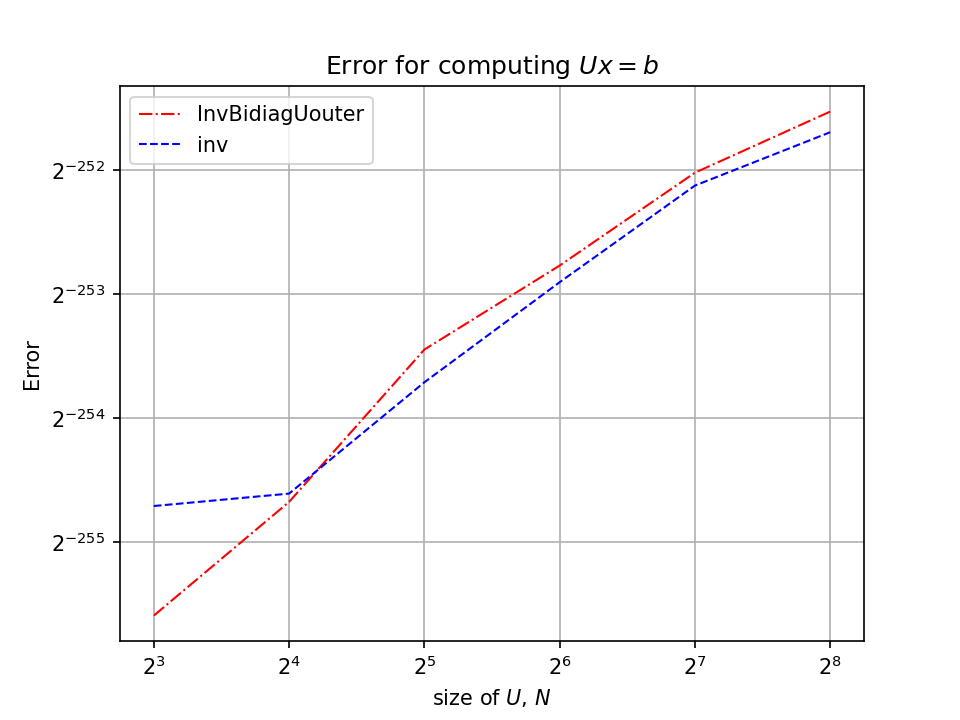 Error for computing $Ux = b$
InvBidiagUouter
inv
$2^{-252}$
$2^{-253}$
$2^{-254}$
$2^{-255}$
Error
$2^3$ $2^4$ $2^5$ $2^6$ $2^7$ $2^8$
size of $U$, $N$